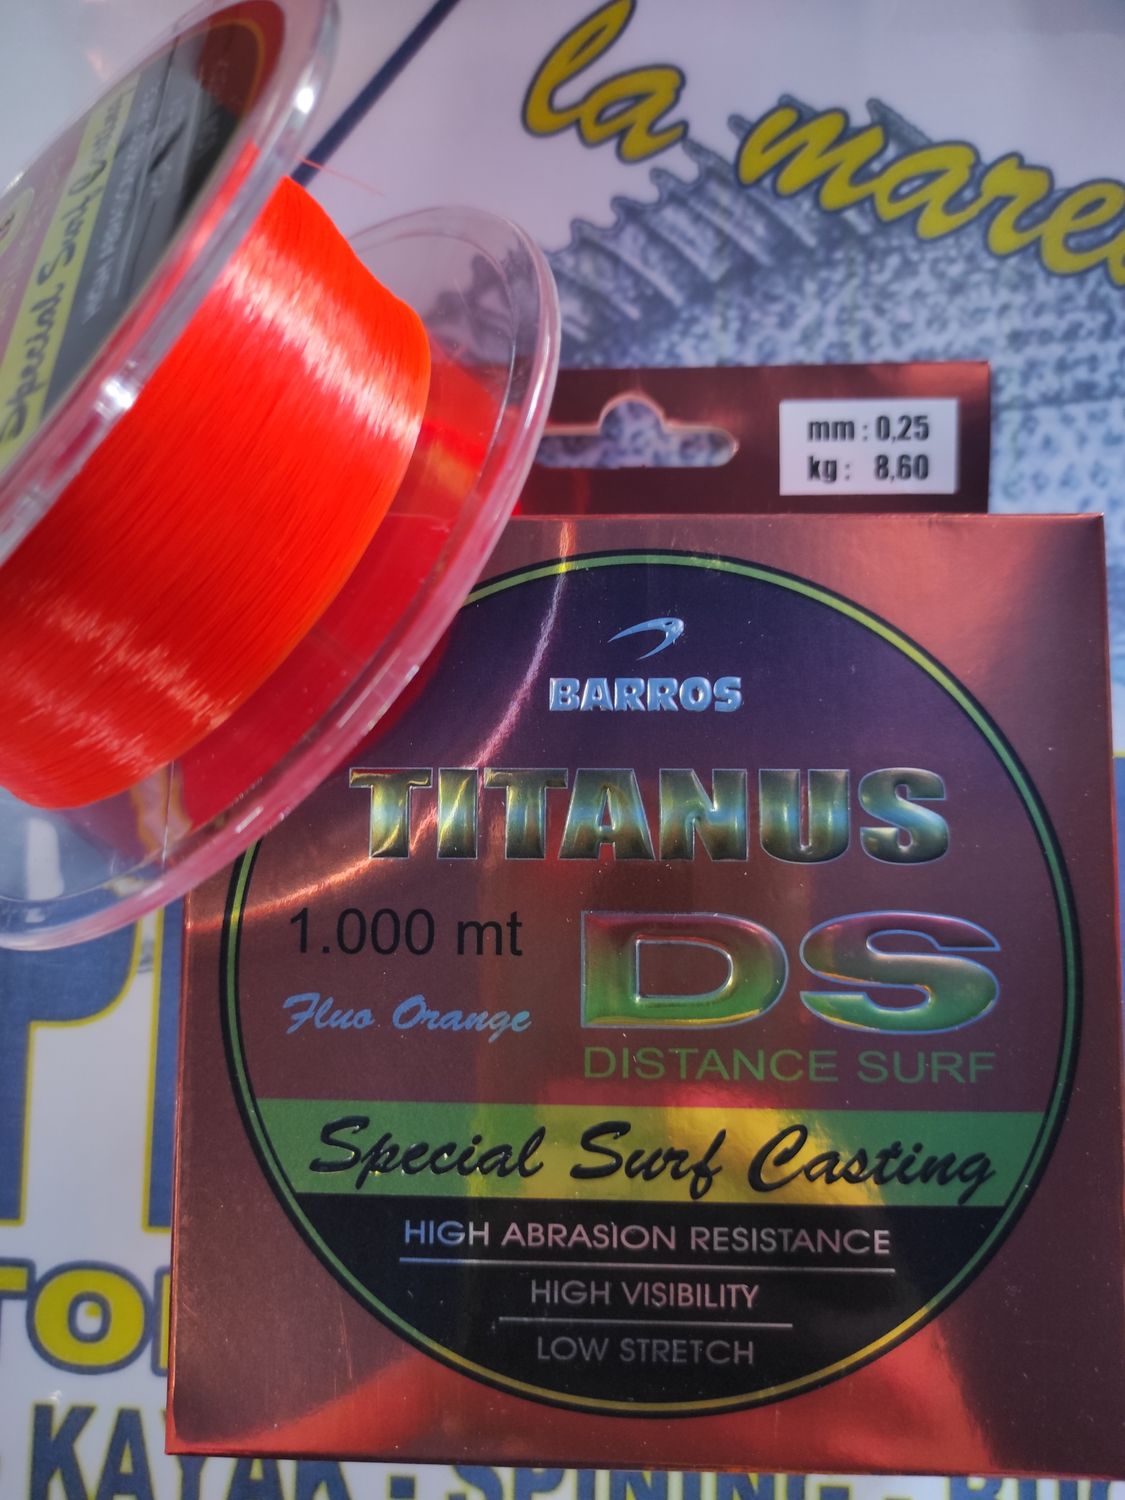 la mare
Special Surf Casting
mm : 0,25
kg : 8,60
BARROS
TITANUS
1.000 mt
DS
Fluo Orange
DISTANCE SURF
Special Surf Casting
HIGH ABRASION RESISTANCE
HIGH VISIBILITY
LOW STRETCH
KAYAK - SPINING -